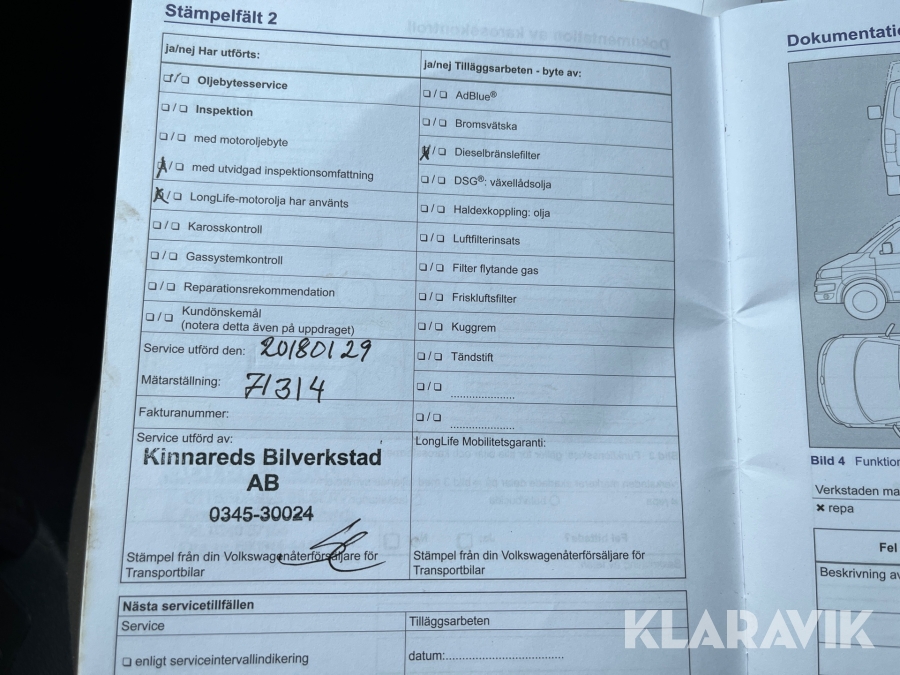 Stämpelfält 2
ja/nej Har utförts:
☑/☐ Oljebytesservice
☐/☐ Inspektion
☐/☐ med motoroljebyte
☒/☐ med utvidgad inspektionsomfattning
☒/☐ LongLife-motorolja har använts
☐/☐ Karosskontroll
☐/☐ Gassystemkontroll
☐/☐ Reparationsrekommendation
☐/☐ Kundönskemål
(notera detta även på uppdraget)
Service utförd den: 20180129
Mätarställning: 71314
Fakturanummer:
Service utförd av:
Kinnareds Bilverkstad
AB
0345-30024
Stämpel från din Volkswagenåterförsäljare för
Transportbilar
ja/nej Tilläggsarbeten - byte av:
☐/☐ AdBlue®
☐/☐ Bromsvätska
☒/☐ Dieselbränslefilter
☐/☐ DSG®: växellådsolja
☐/☐ Haldexkoppling: olja
☐/☐ Luftfilterinsats
☐/☐ Filter flytande gas
☐/☐ Friskluftsfilter
☐/☐ Kuggrem
☐/☐ Tändstift
☐/☐ ....................
☐/☐ ....................
LongLife Mobilitetsgaranti:
Stämpel från din Volkswagenåterförsäljare för
Transportbilar
Nästa servicetillfällen
Service
☐ enligt serviceintervallindikering
Tilläggsarbeten
datum:....................................
Dokumentati
Bild 4 Funktion
Verkstaden ma
✖ repa
Fel
Beskrivning av
KLARAVIK